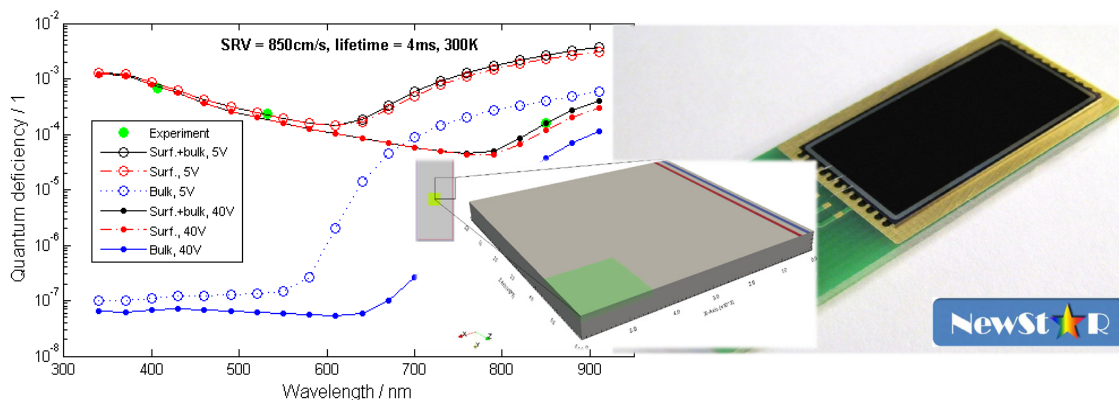 SRV = 850cm/s, lifetime = 4ms, 300K
10⁻²
10⁻³
10⁻⁴
10⁻⁵
10⁻⁶
10⁻⁷
10⁻⁸
Quantum deficiency / 1
Experiment
Surf.+bulk, 5V
Surf., 5V
Bulk, 5V
Surf.+bulk, 40V
Surf., 40V
Bulk, 40V
300 400 500 600 700 800 900
Wavelength / nm
NewStAR